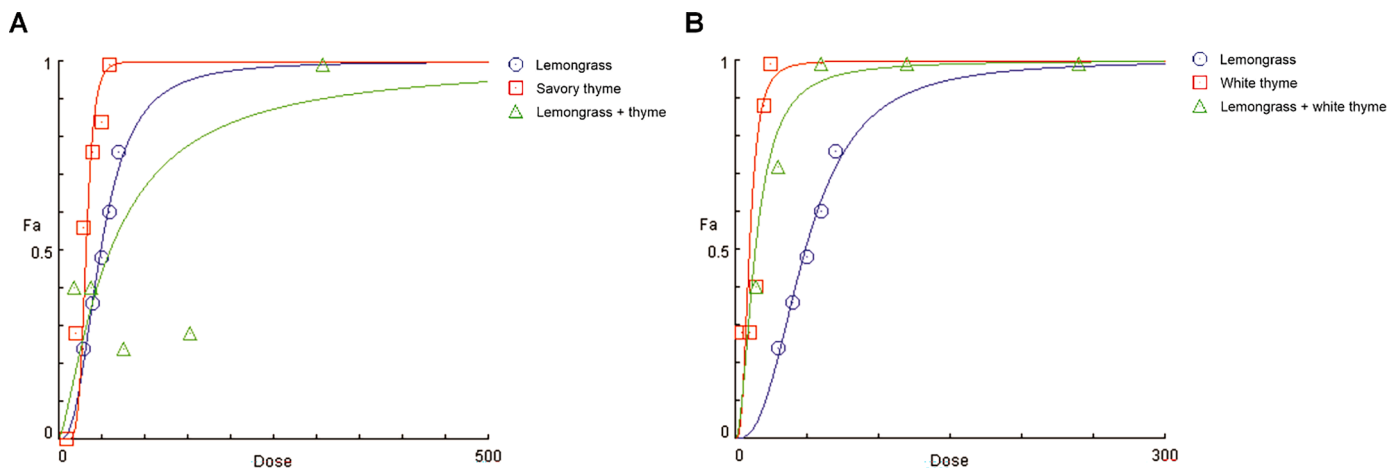 A
1
Fa
0.5
0
0
Dose
500
Lemongrass
Savory thyme
Lemongrass + thyme
B
1
Fa
0.5
0
0
Dose
300
Lemongrass
White thyme
Lemongrass + white thyme